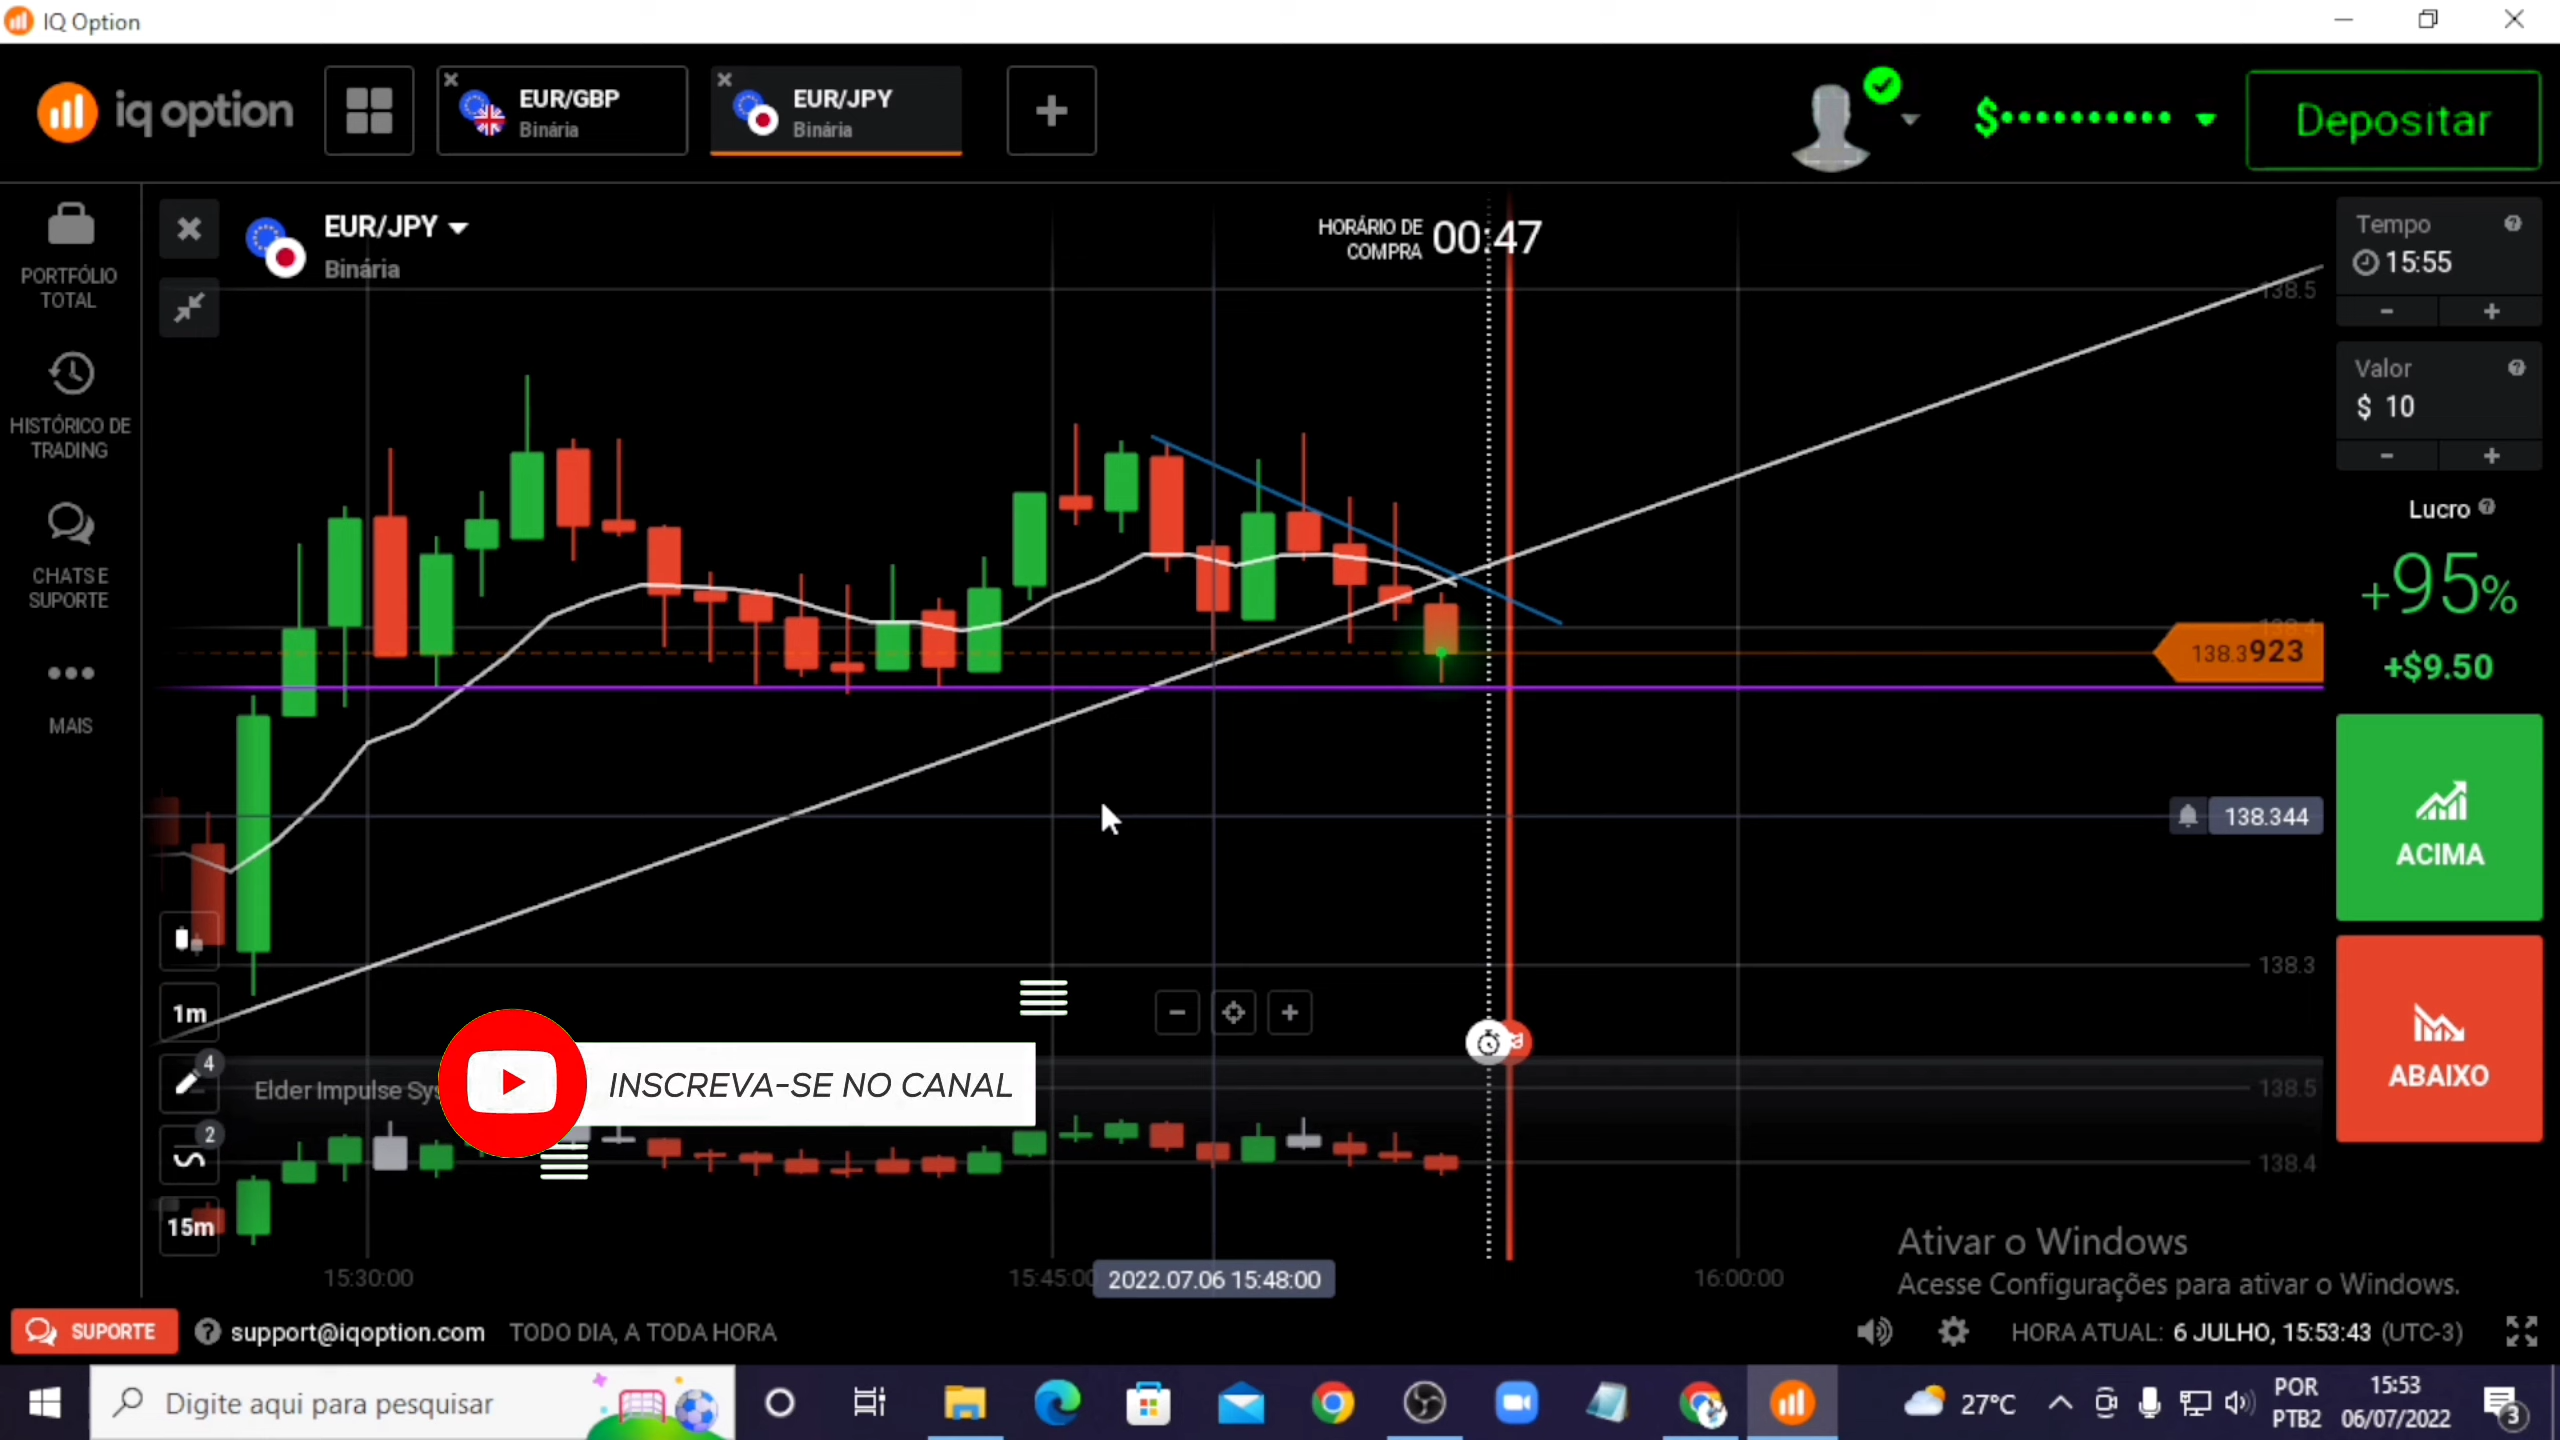 IQ Option
iq option
EUR/GBP
Binária
EUR/JPY
Binária
$••••••••••
Depositar
PORTFÓLIO
TOTAL
HISTÓRICO DE
TRADING
CHATS E
SUPORTE
MAIS
EUR/JPY
Binária
HORÁRIO DE
COMPRA
00:47
138.5
138.4
138.3923
138.344
138.3
138.5
138.4
Tempo
15:55
- +
Valor
$ 10
- +
Lucro
+95%
+$9.50
ACIMA
ABAIXO
1m
4
Elder Impulse Sys
2
15m
INSCREVA-SE NO CANAL
- +
15:30:00
15:45:00
2022.07.06 15:48:00
16:00:00
Ativar o Windows
Acesse Configurações para ativar o Windows.
SUPORTE
support@iqoption.com
TODO DIA, A TODA HORA
HORA ATUAL: 6 JULHO, 15:53:43 (UTC-3)
Digite aqui para pesquisar
27°C
POR
PTB2
15:53
06/07/2022
3